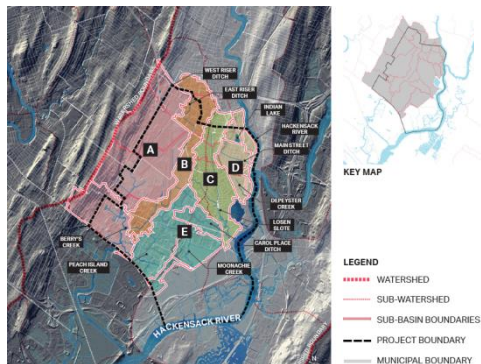 WEST RISER
DITCH
EAST RISER
DITCH
INDIAN
LAKE
HACKENSACK
RIVER
MAIN STREET
DITCH
A
B
C
D
E
DEPEYSTER
CREEK
LOSEN
SLOTE
CAROL PLACE
DITCH
BERRY'S
CREEK
PEACH ISLAND
CREEK
MOONACHIE
CREEK
HACKENSACK RIVER
N
KEY MAP
LEGEND
WATERSHED
SUB-WATERSHED
SUB-BASIN BOUNDARIES
PROJECT BOUNDARY
MUNICIPAL BOUNDARY